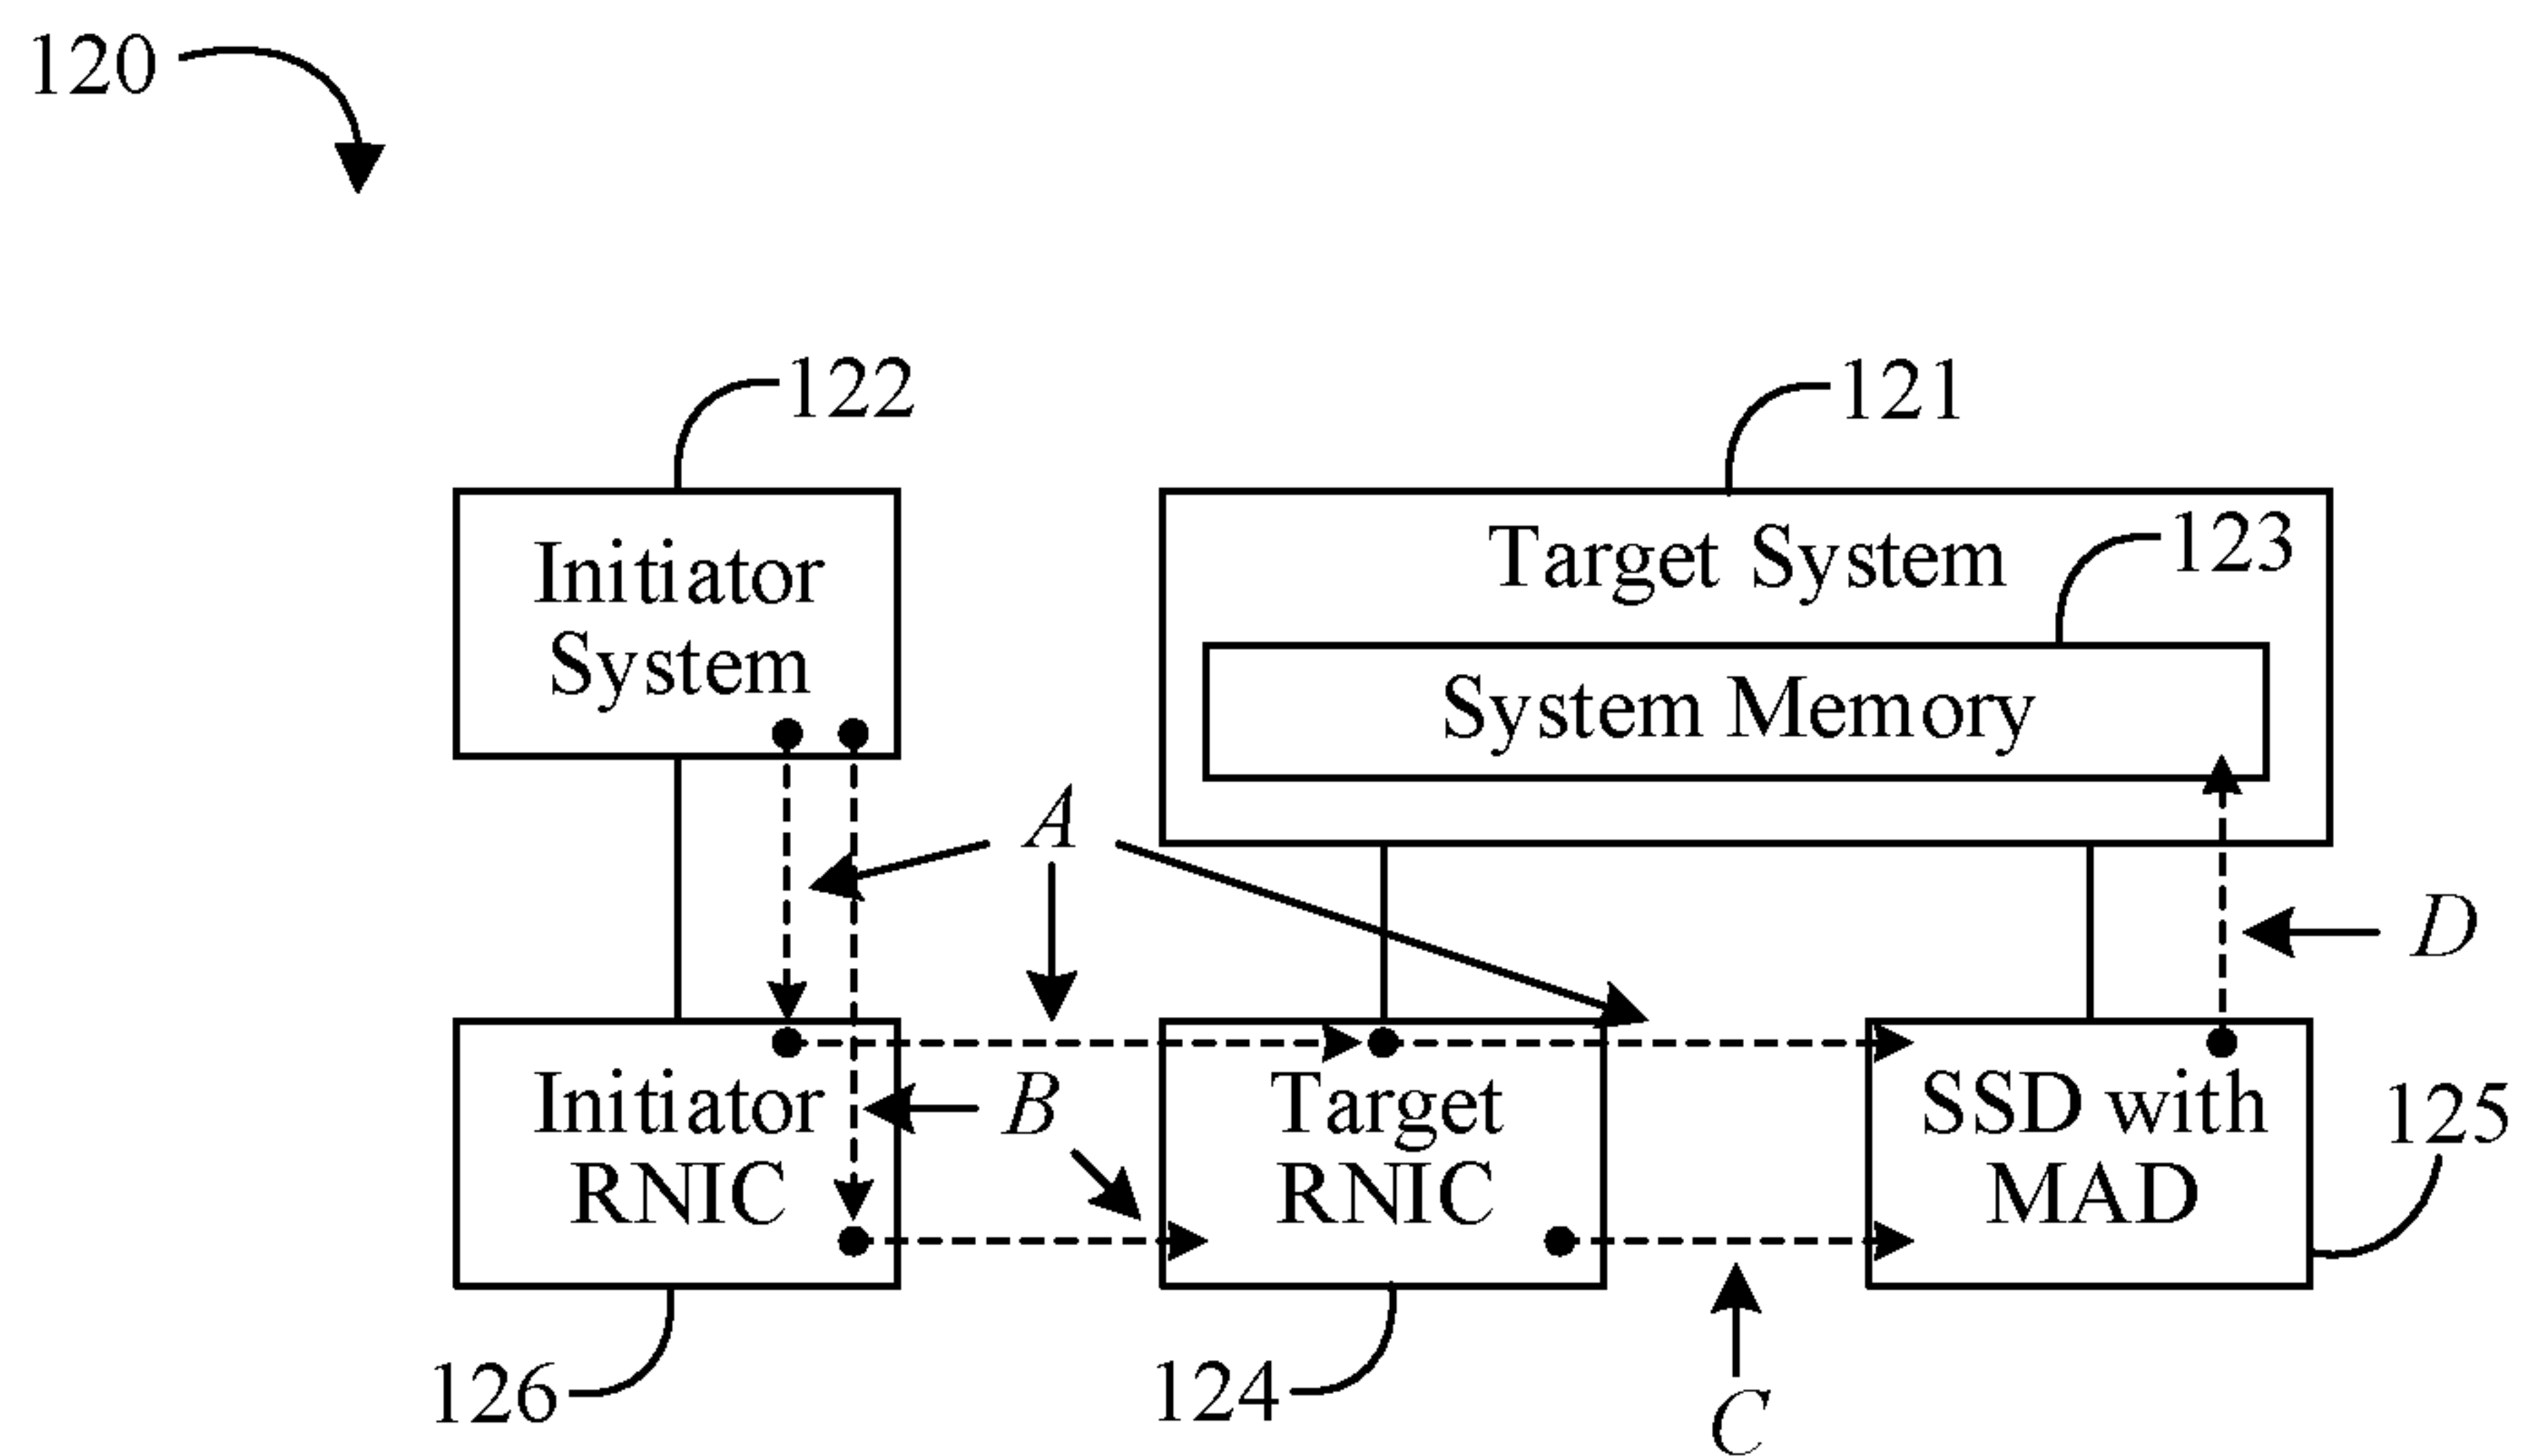 120
122
121
Initiator
System
Target System
123
System Memory
A
D
Initiator
RNIC
B
Target
RNIC
SSD with
MAD
125
126
124
C